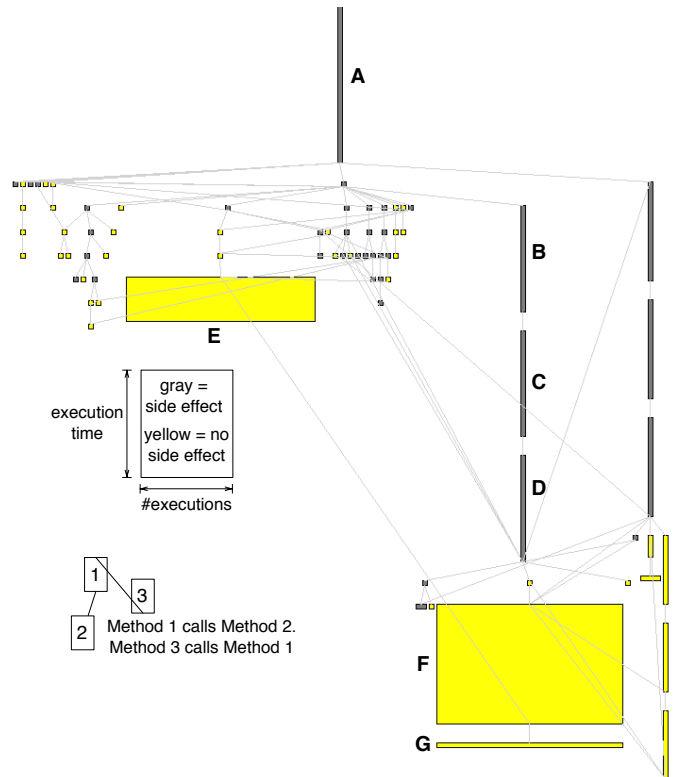 A
B
E
C
gray =
side effect
execution
time
yellow = no
side effect
D
#executions
1
3
2
Method 1 calls Method 2.
Method 3 calls Method 1
F
G